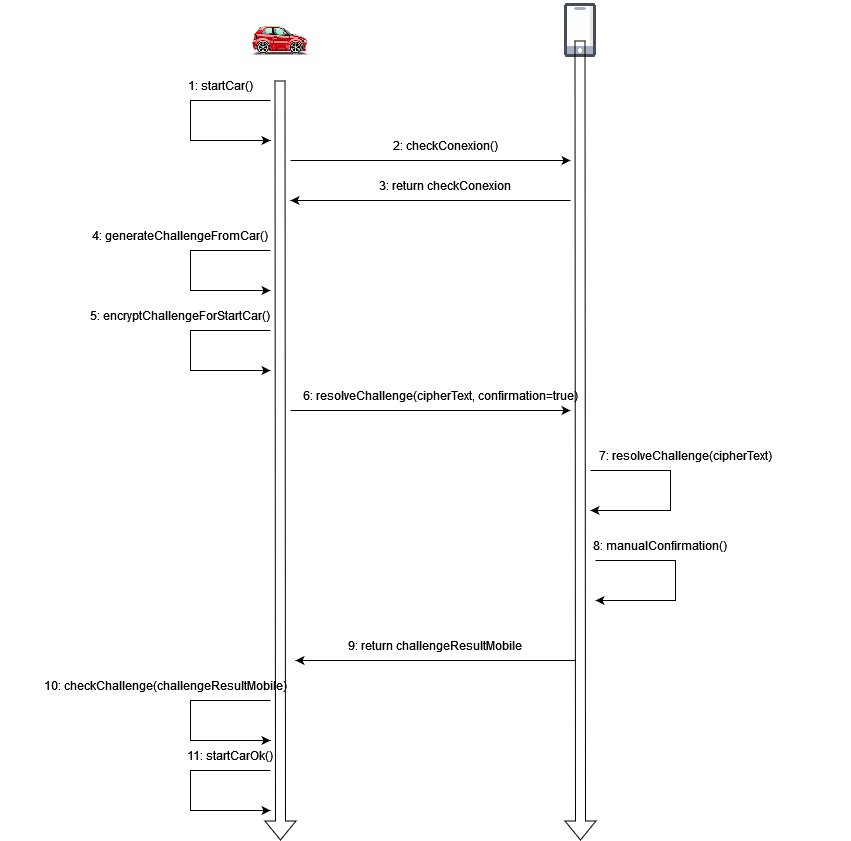 1: startCar()
2: checkConexion()
3: return checkConexion
4: generateChallengeFromCar()
5: encryptChallengeForStartCar()
6: resolveChallenge(cipherText, confirmation=true)
7: resolveChallenge(cipherText)
8: manualConfirmation()
9: return challengeResultMobile
10: checkChallenge(challengeResultMobile)
11: startCarOk()